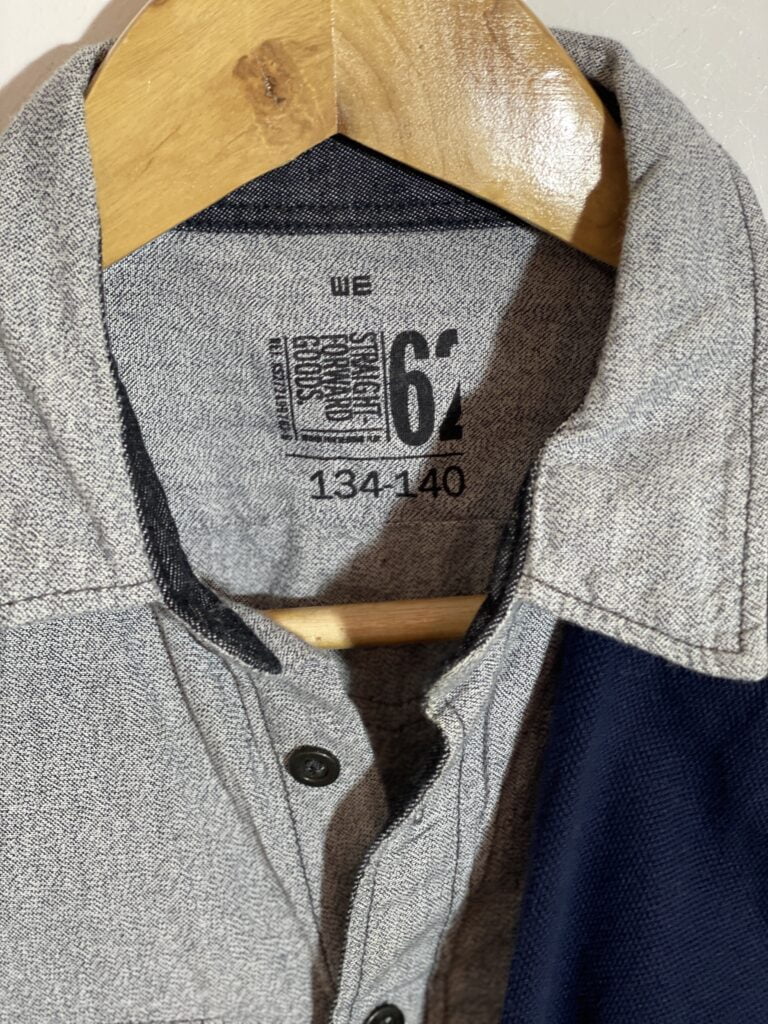 WE
62
STRAIGHT-
FORWARD
GOODS
134-140